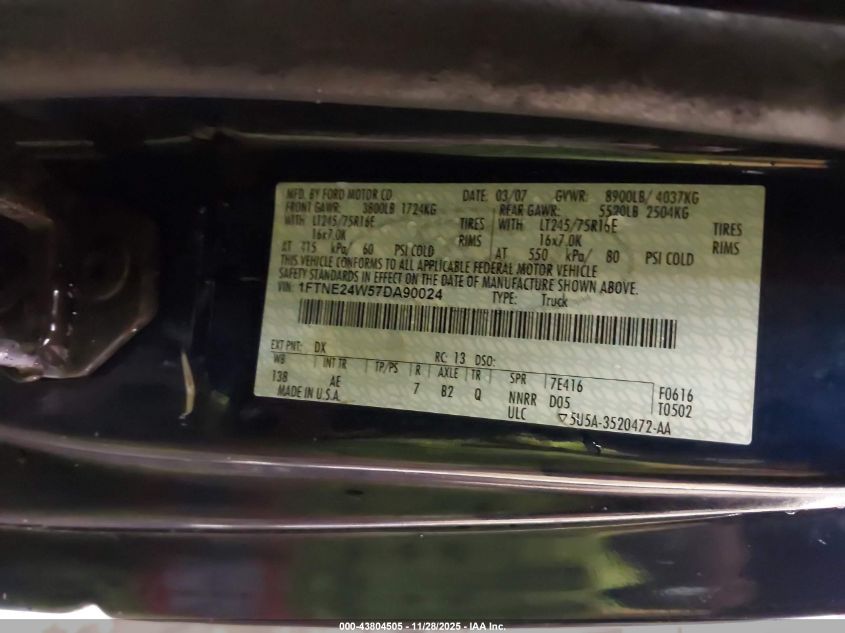 MFD. BY FORD MOTOR CO DATE: 03/07 GVWR: 8900LB/ 4037KG
FRONT GAWR: 3800LB 1724KG REAR GAWR: 5520LB 2504KG
WITH LT245/75R16E TIRES WITH LT245/75R16E TIRES
16x7.0K RIMS 16x7.0K RIMS
AT 415 kPa/ 60 PSI COLD AT 550 kPa/ 80 PSI COLD
THIS VEHICLE CONFORMS TO ALL APPLICABLE FEDERAL MOTOR VEHICLE
SAFETY STANDARDS IN EFFECT ON THE DATE OF MANUFACTURE SHOWN ABOVE.
VIN: 1FTNE24W57DA90024 TYPE: Truck
EXT PNT: DX RC: 13 DSO:
WB INT TR TP/PS R AXLE TR SPR 7E416 F0616
138 AE 7 B2 Q NNRR D05 T0502
MADE IN U.S.A. ULC ▽5U5A-3520472-AA
000-43804505 - 11/28/2025 - IAA Inc.